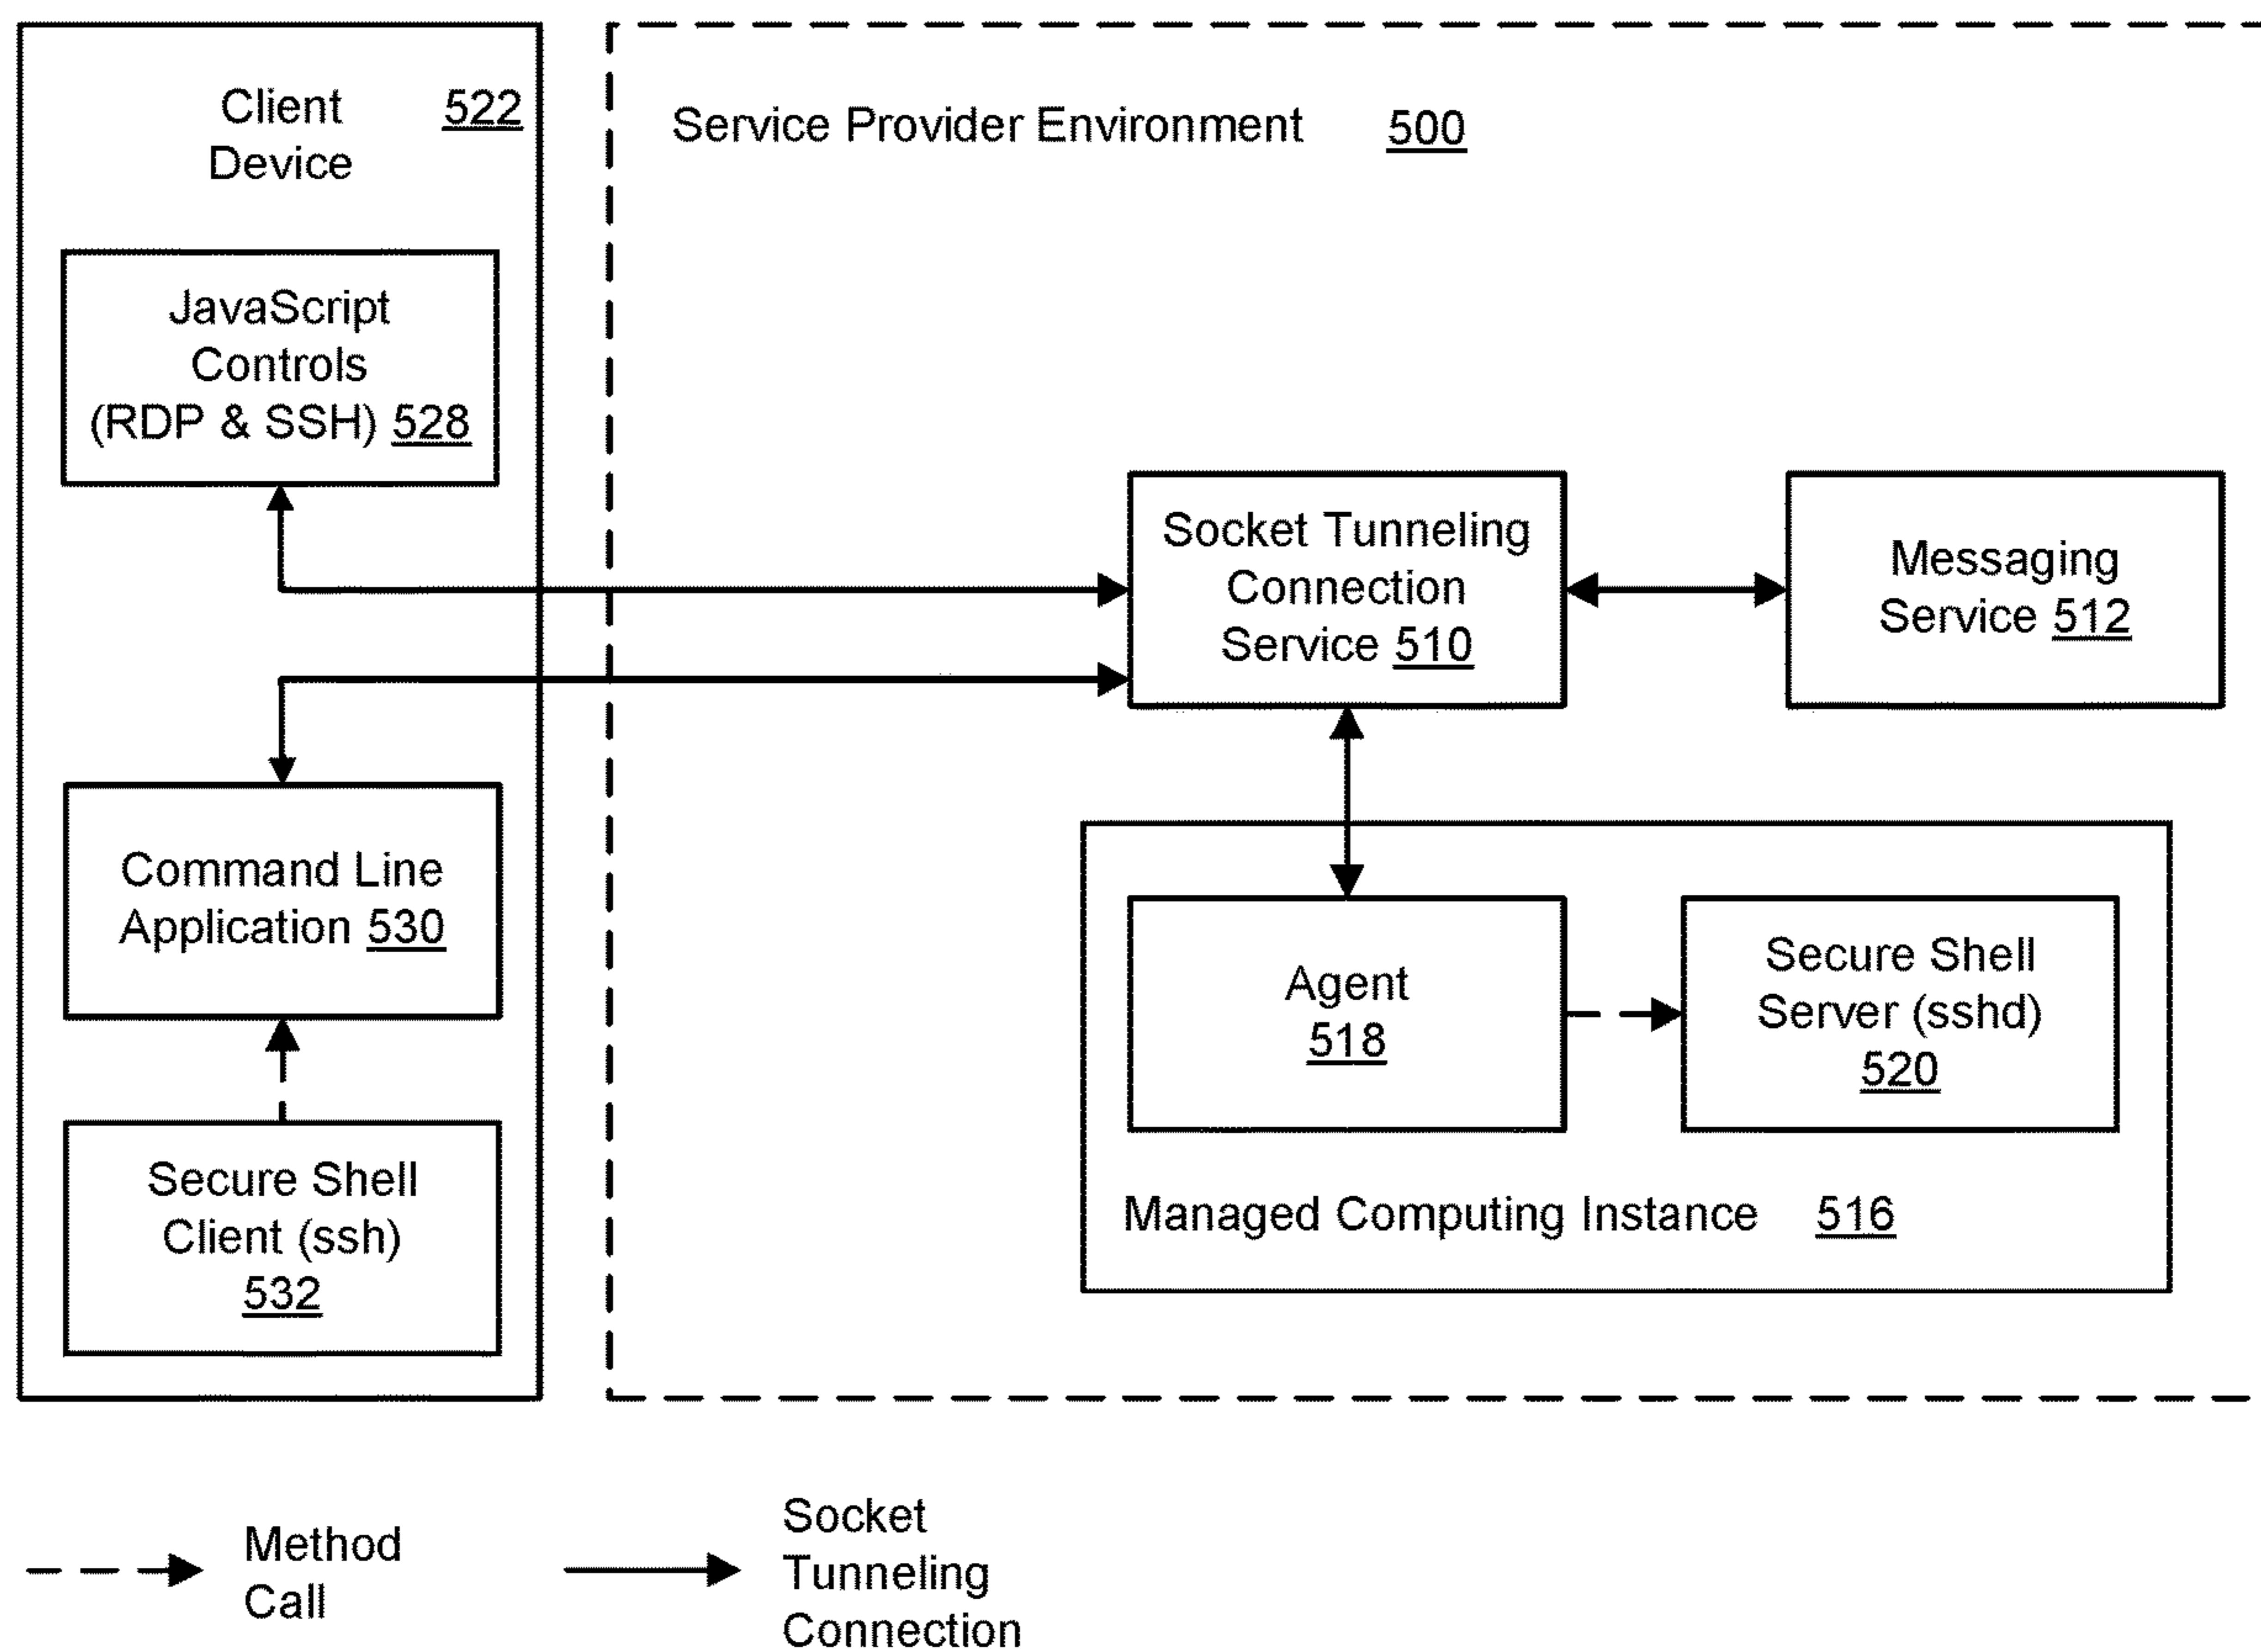 Client 522
Device
JavaScript
Controls
(RDP & SSH) 528
Command Line
Application 530
Secure Shell
Client (ssh)
532
Service Provider Environment 500
Socket Tunneling
Connection
Service 510
Messaging
Service 512
Agent
518
Secure Shell
Server (sshd)
520
Managed Computing Instance 516
Method
Call
Socket
Tunneling
Connection